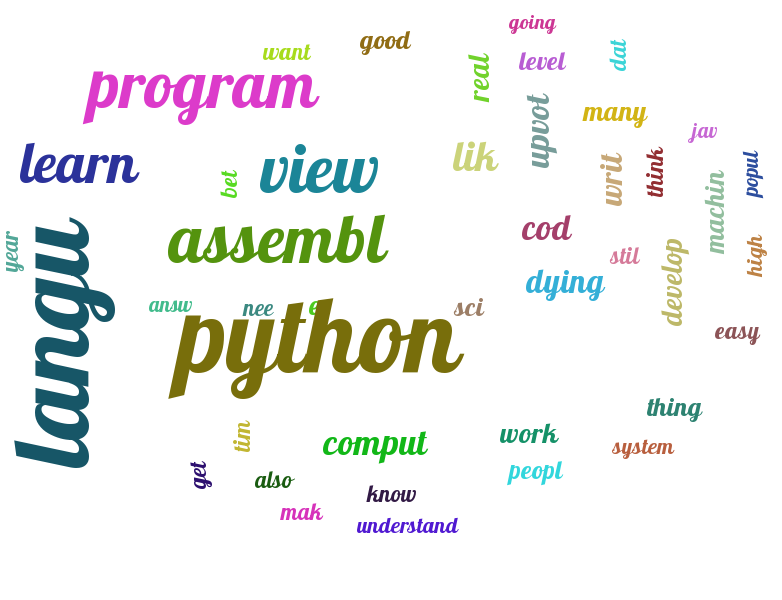 going
good
want
real
level
dat
program
many
upvot
jav
learn
bet
view
lik
writ
think
machin
popul
year
langu
assembl
cod
stil
develop
high
dying
answ
nee
python
sci
easy
thing
tim
comput
work
system
get
also
know
peopl
mak
understand